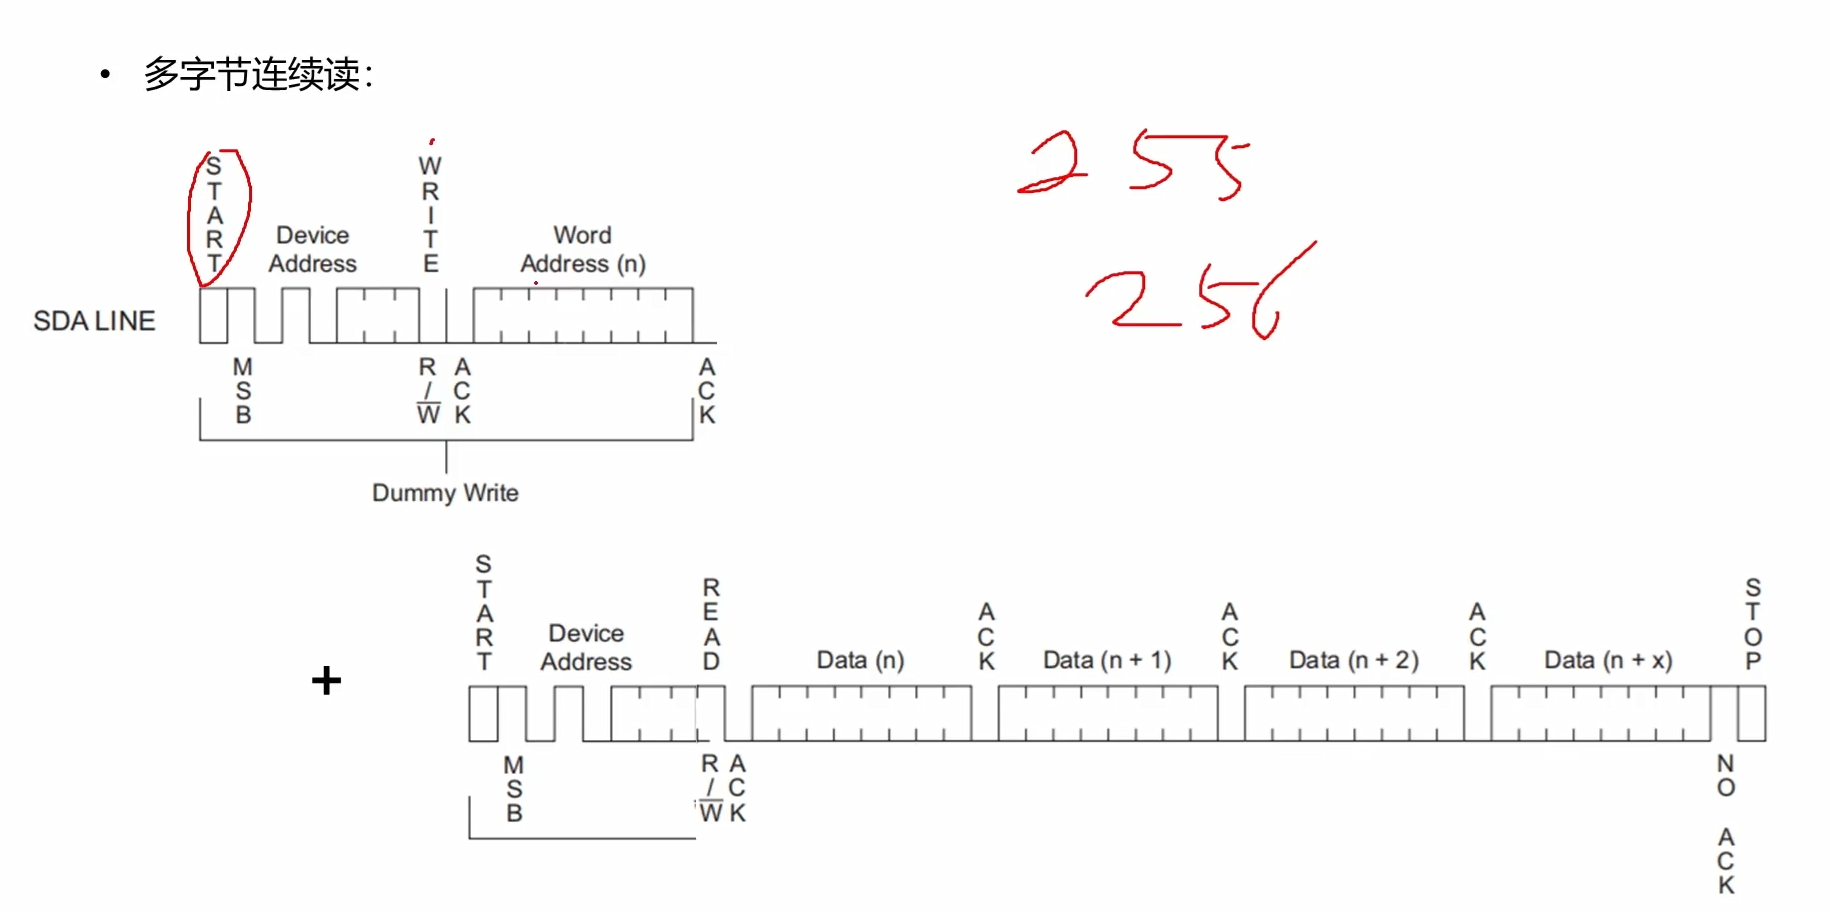 • 多字节连续读：
255
256
START
WRITE
Device Address
Word Address (n)
SDA LINE
MSB
R/W
ACK
ACK
Dummy Write
+
START
Device Address
READ
Data (n)
ACK
Data (n + 1)
ACK
Data (n + 2)
ACK
Data (n + x)
STOP
MSB
R/W
ACK
NO ACK